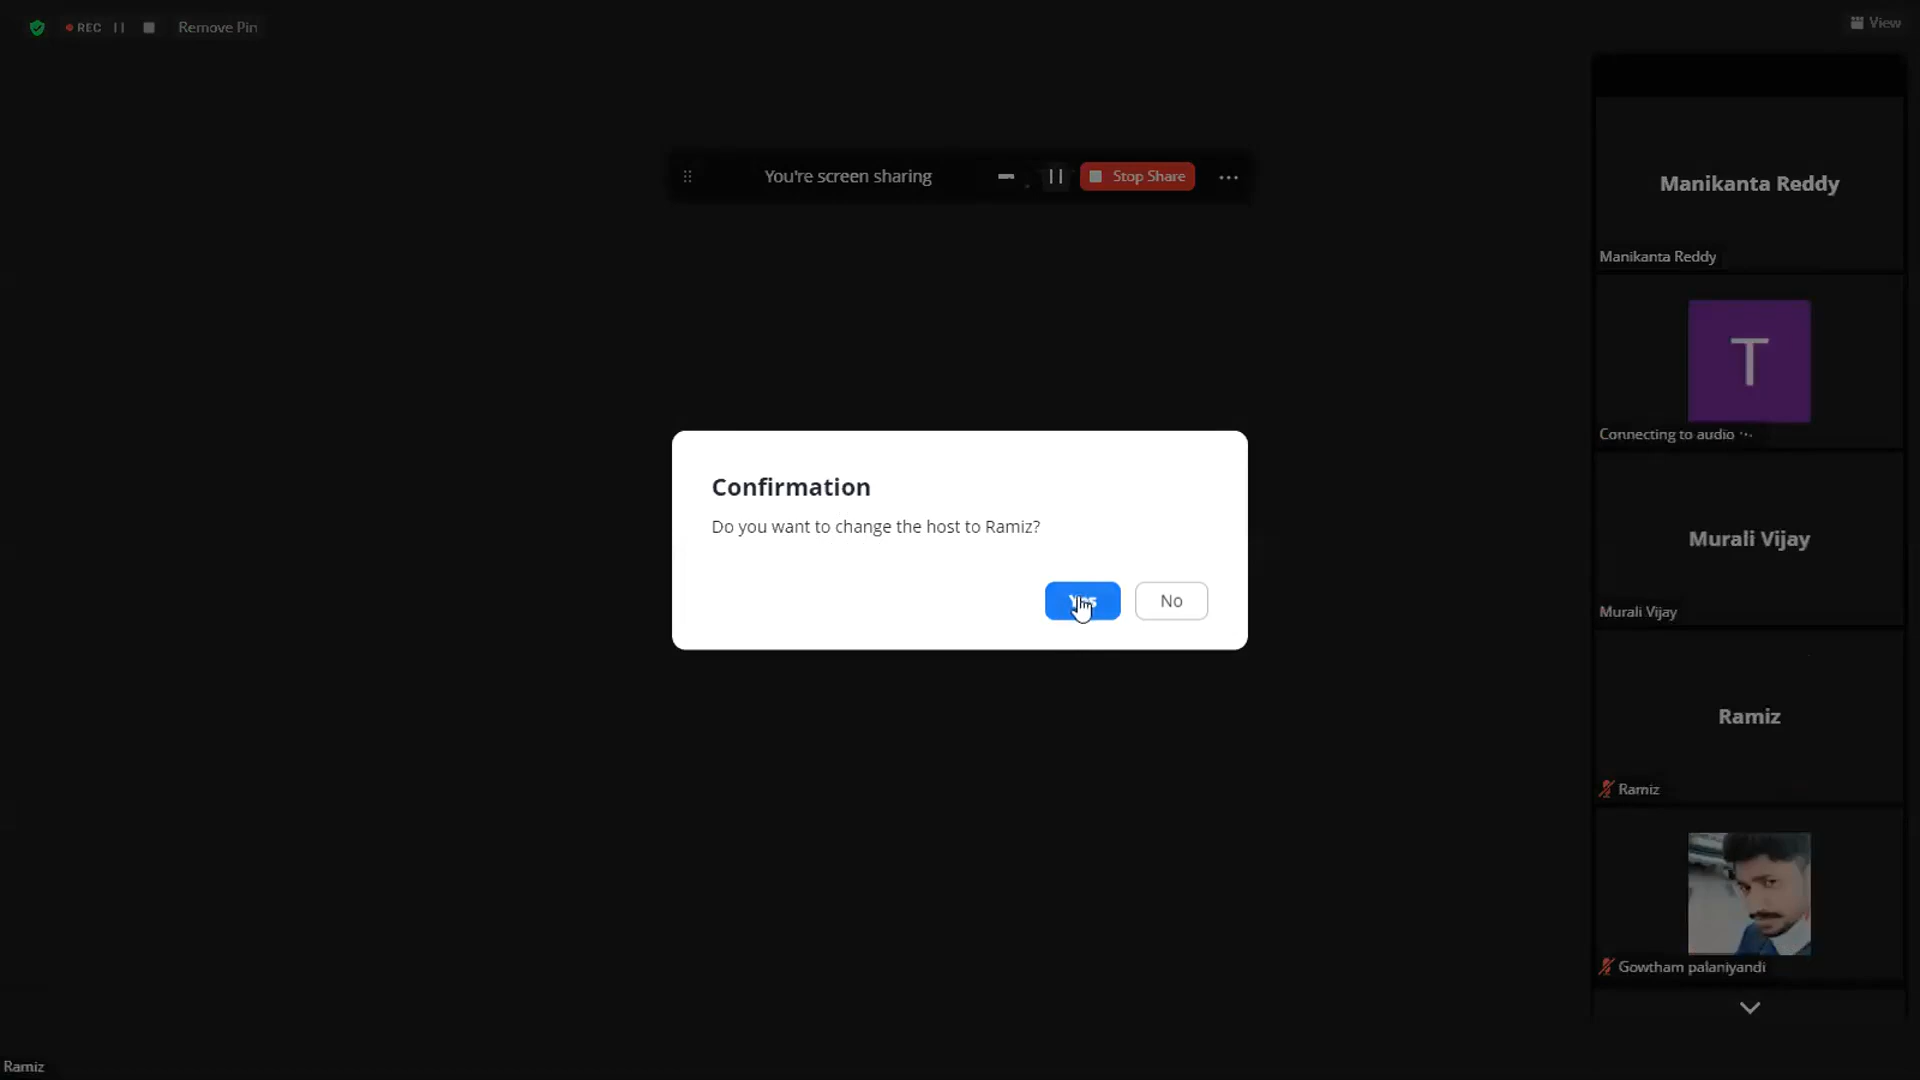 REC
Remove Pin
View
You're screen sharing
Stop Share
Manikanta Reddy
Manikanta Reddy
T
Connecting to audio ...
Confirmation
Do you want to change the host to Ramiz?
Yes
No
Murali Vijay
Murali Vijay
Ramiz
Ramiz
Gowtham palaniyandi
Ramiz